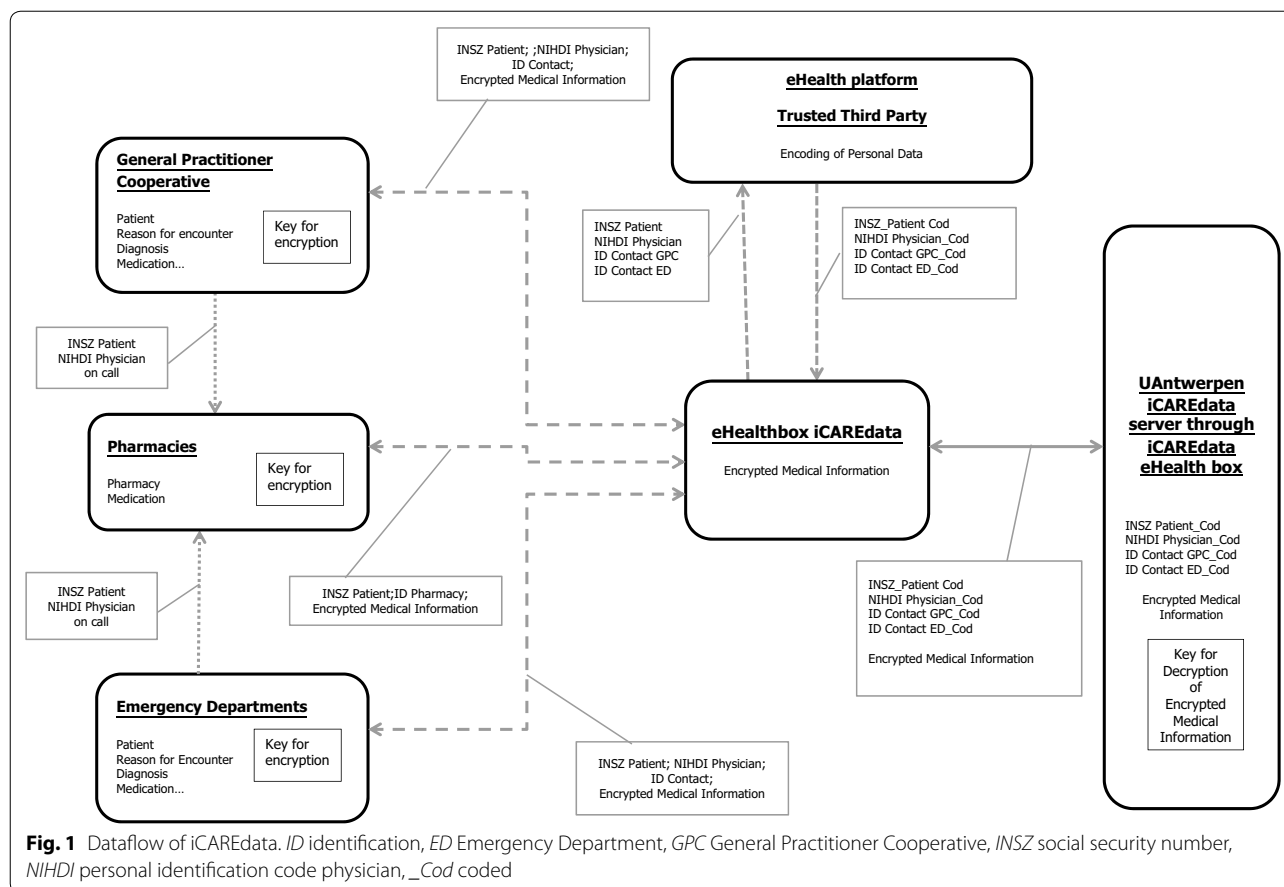 INSZ Patient; ;NIHDI Physician;
ID Contact;
Encrypted Medical Information
eHealth platform
Trusted Third Party
Encoding of Personal Data
General Practitioner
Cooperative
Patient
Reason for encounter
Diagnosis
Medication...
Key for
encryption
INSZ Patient
NIHDI Physician
ID Contact GPC
ID Contact ED
INSZ_Patient Cod
NIHDI Physician_Cod
ID Contact GPC_Cod
ID Contact ED_Cod
INSZ Patient
NIHDI Physician
on call
Pharmacies
Pharmacy
Medication
Key for
encryption
eHealthbox iCAREdata
Encrypted Medical Information
UAntwerpen
iCAREdata
server through
iCAREdata
eHealth box
INSZ Patient_Cod
NIHDI Physician_Cod
ID Contact GPC_Cod
ID Contact ED_Cod
Encrypted Medical
Information
Key for
Decryption
of
Encrypted
Medical
Information
INSZ Patient
NIHDI Physician
on call
INSZ Patient;ID Pharmacy;
Encrypted Medical Information
INSZ_Patient Cod
NIHDI Physician_Cod
ID Contact GPC_Cod
ID Contact ED_Cod
Encrypted Medical Information
Emergency Departments
Patient
Reason for Encounter
Diagnosis
Medication...
Key for
encryption
INSZ Patient; NIHDI Physician;
ID Contact;
Encrypted Medical Information
Fig. 1 Dataflow of iCAREdata. ID identification, ED Emergency Department, GPC General Practitioner Cooperative, INSZ social security number,
NIHDI personal identification code physician, _Cod coded